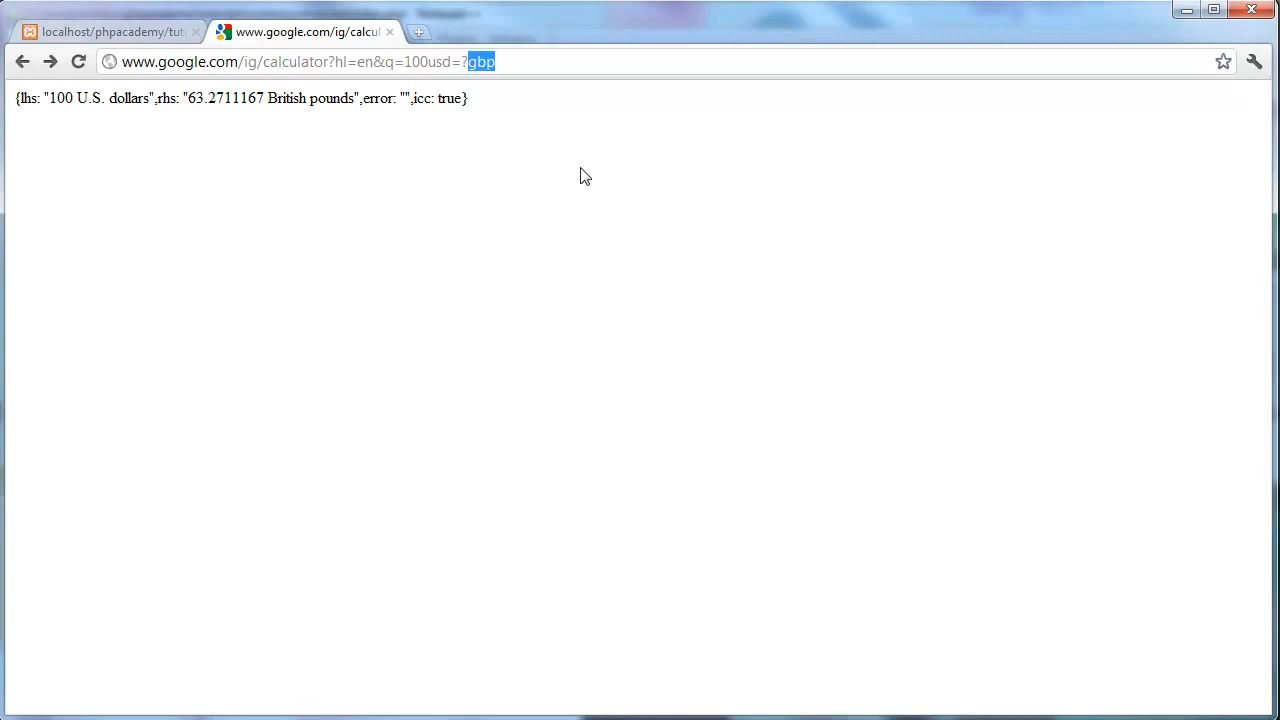 localhost/phpacademy/tut
www.google.com/ig/calcul
www.google.com/ig/calculator?hl=en&q=100usd=?gbp
{lhs: "100 U.S. dollars",rhs: "63.2711167 British pounds",error: "",icc: true}